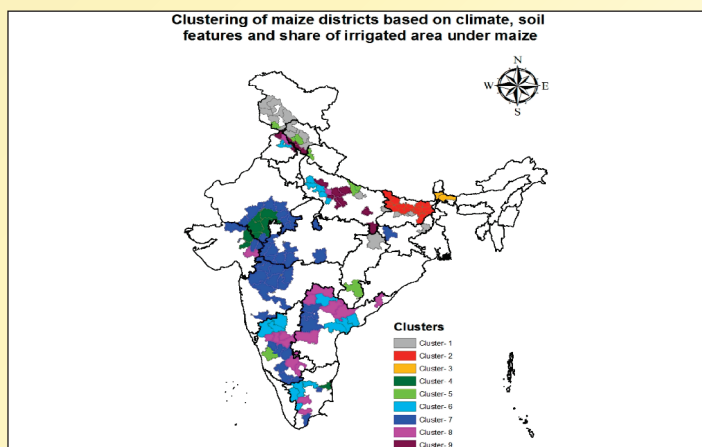 Clustering of maize districts based on climate, soil
features and share of irrigated area under maize
N
W E
S
Clusters
Cluster- 1
Cluster- 2
Cluster- 3
Cluster- 4
Cluster- 5
Cluster- 6
Cluster- 7
Cluster- 8
Cluster- 9